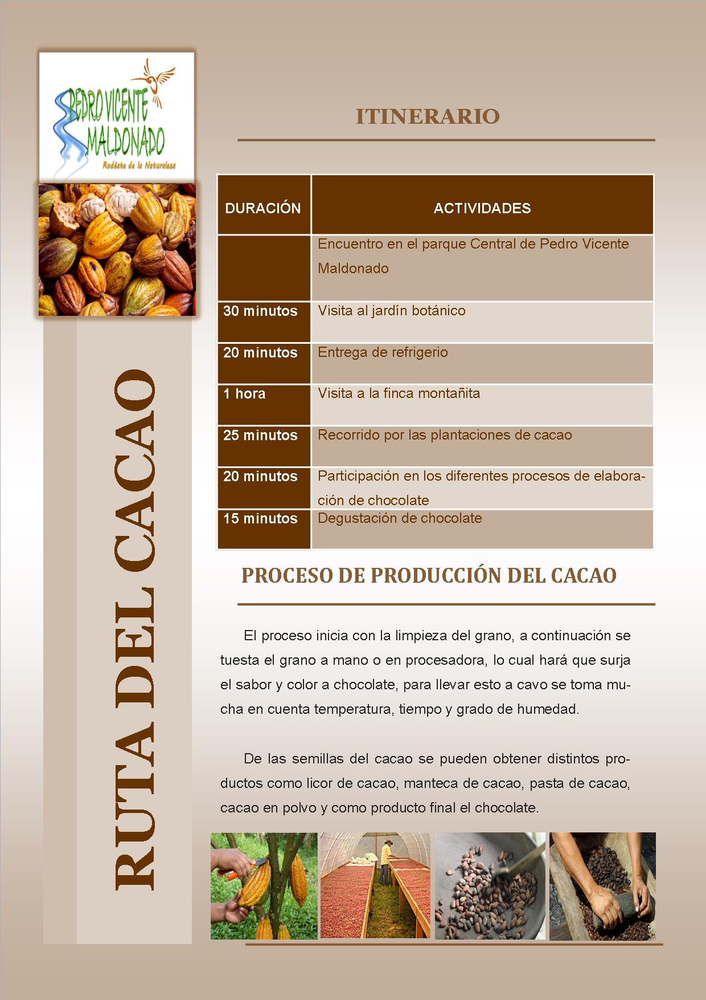 PEDRO VICENTE
MALDONADO
Rodéate de la Naturaleza
RUTA DEL CACAO
ITINERARIO
DURACIÓN ACTIVIDADES
Encuentro en el parque Central de Pedro Vicente
Maldonado
30 minutos Visita al jardín botánico
20 minutos Entrega de refrigerio
1 hora Visita a la finca montañita
25 minutos Recorrido por las plantaciones de cacao
20 minutos Participación en los diferentes procesos de elabora-
ción de chocolate
15 minutos Degustación de chocolate
PROCESO DE PRODUCCIÓN DEL CACAO
El proceso inicia con la limpieza del grano, a continuación se
tuesta el grano a mano o en procesadora, lo cual hará que surja
el sabor y color a chocolate, para llevar esto a cavo se toma mu-
cha en cuenta temperatura, tiempo y grado de humedad.
De las semillas del cacao se pueden obtener distintos pro-
ductos como licor de cacao, manteca de cacao, pasta de cacao,
cacao en polvo y como producto final el chocolate.